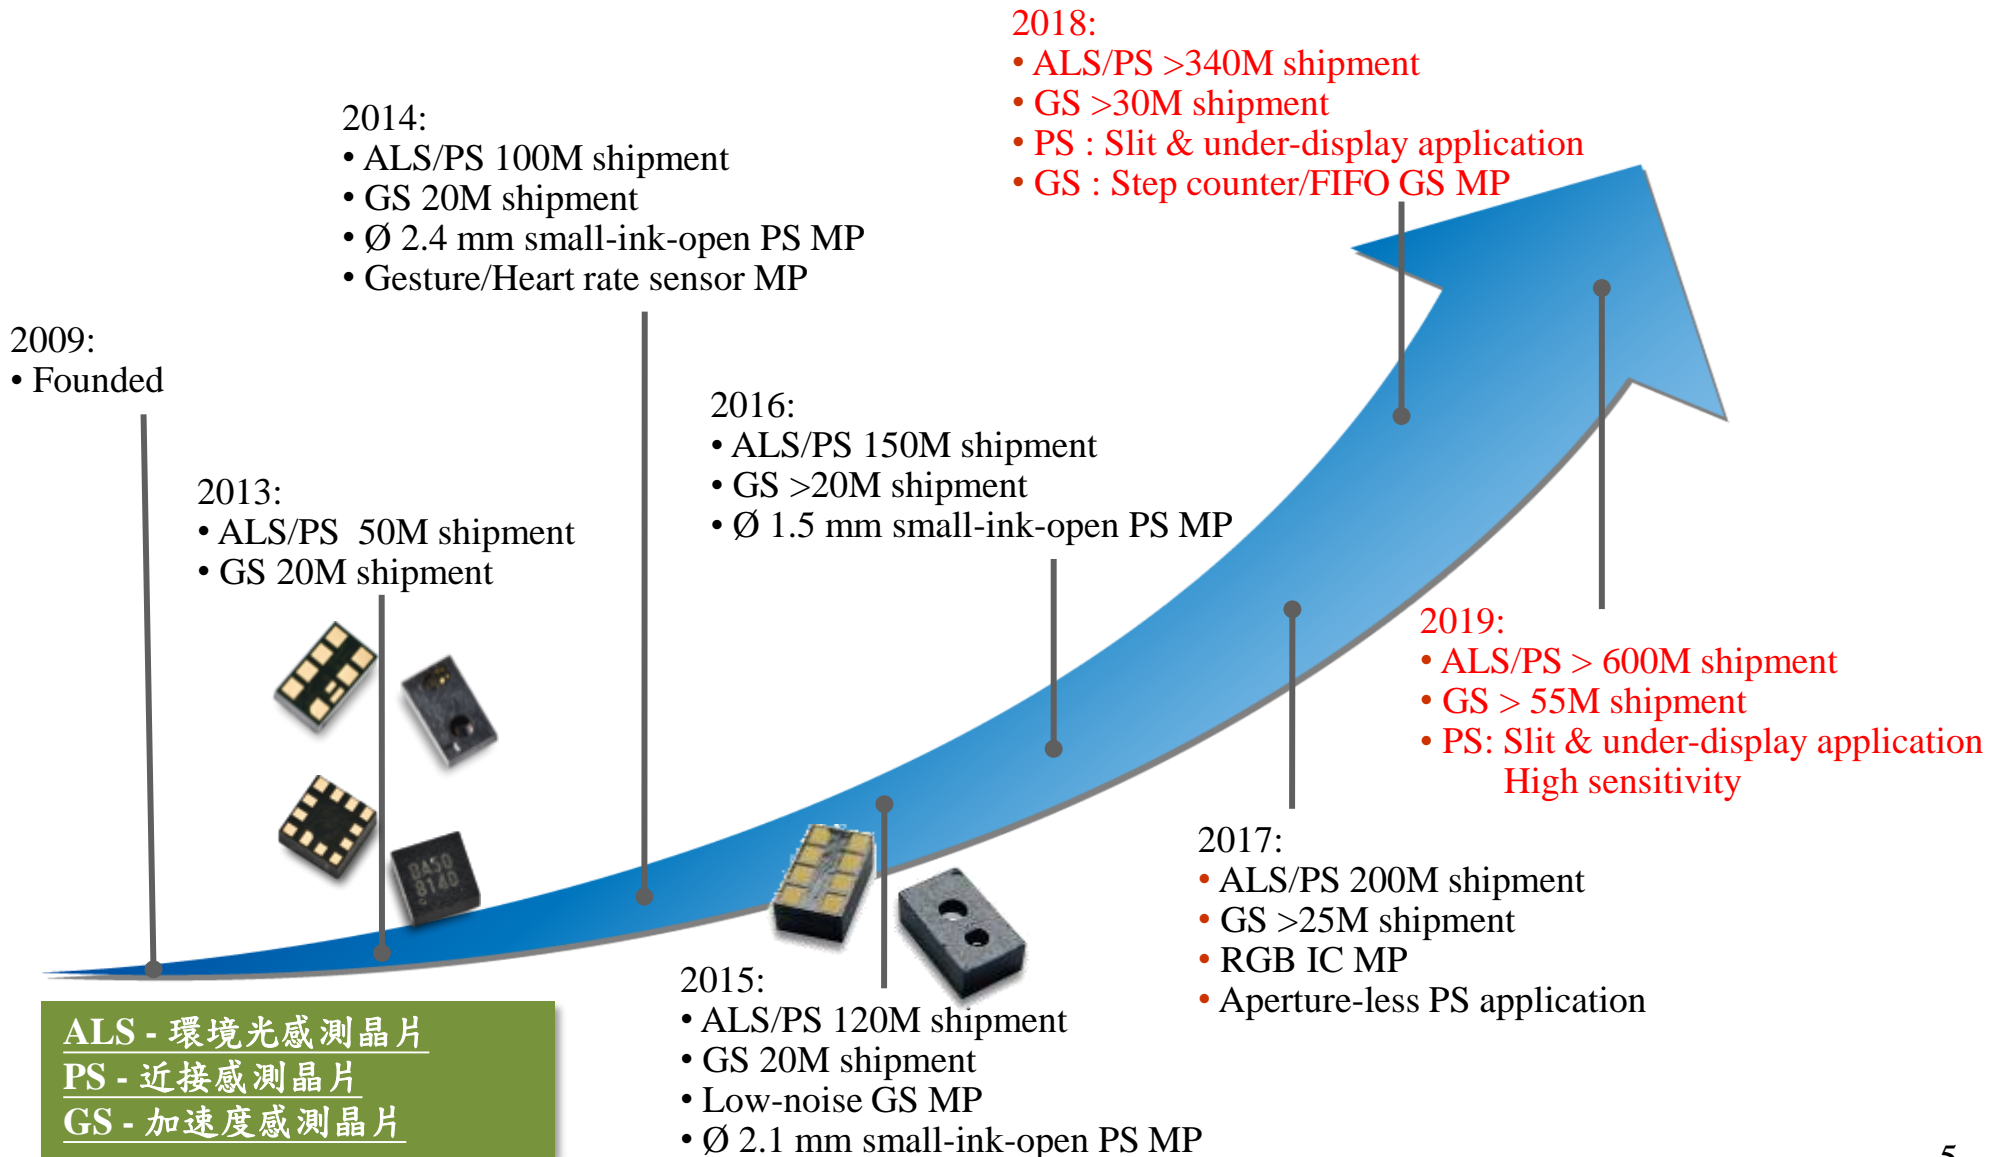 2009:
• Founded
2013:
• ALS/PS  50M shipment
• GS 20M shipment
2014:
• ALS/PS 100M shipment
• GS 20M shipment
• Ø 2.4 mm small-ink-open PS MP
• Gesture/Heart rate sensor MP
2015:
• ALS/PS 120M shipment
• GS 20M shipment
• Low-noise GS MP
• Ø 2.1 mm small-ink-open PS MP
2016:
• ALS/PS 150M shipment
• GS >20M shipment
• Ø 1.5 mm small-ink-open PS MP
2017:
• ALS/PS 200M shipment
• GS >25M shipment
• RGB IC MP
• Aperture-less PS application
2018:
• ALS/PS >340M shipment
• GS >30M shipment
• PS : Slit & under-display application
• GS : Step counter/FIFO GS MP
2019:
• ALS/PS > 600M shipment
• GS > 55M shipment
• PS: Slit & under-display application
High sensitivity
ALS - 環境光感測晶片
PS - 近接感測晶片
GS - 加速度感測晶片
5